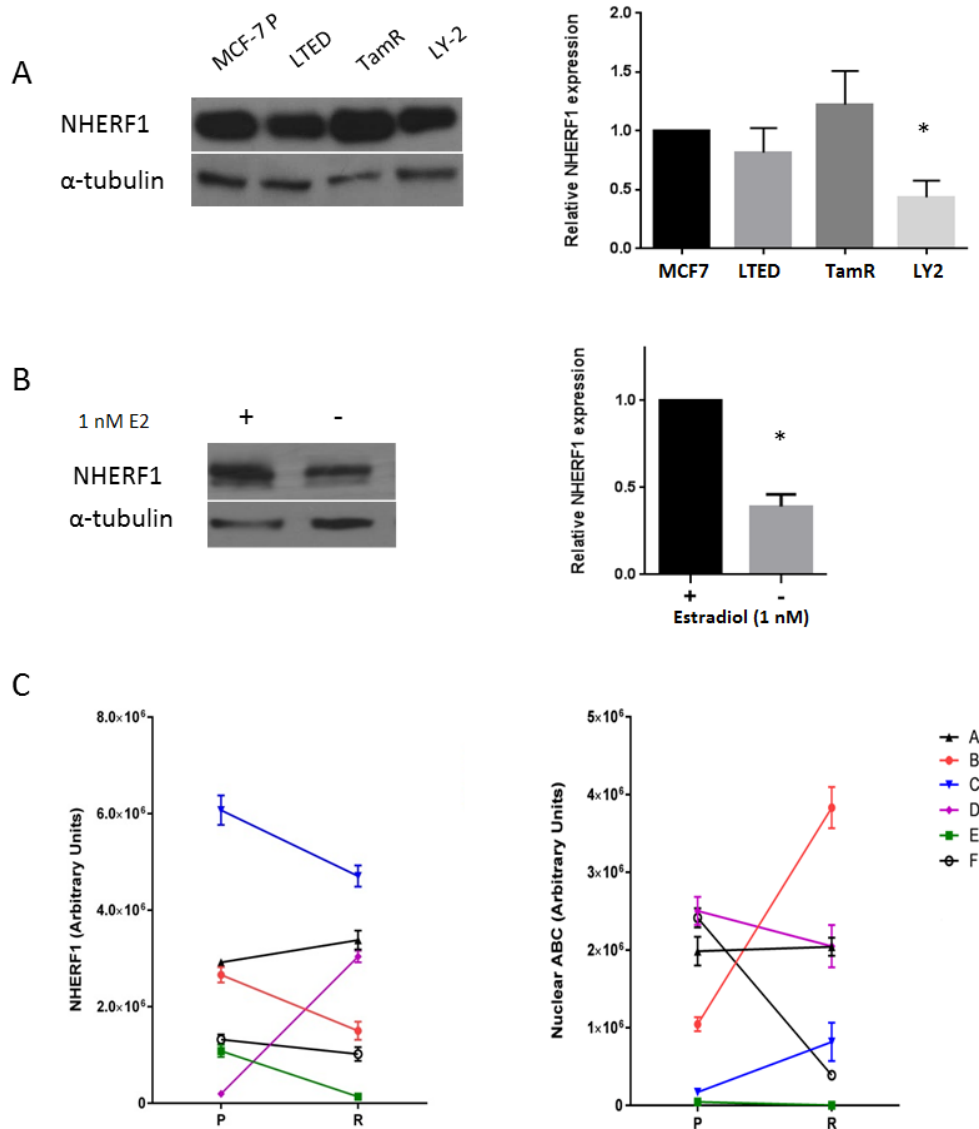 A
MCF-7 P LTED TamR LY-2
NHERF1
α-tubulin
Relative NHERF1 expression
2.0
1.5
1.0
0.5
0.0
*
MCF7 LTED TamR LY2
B
1 nM E2 + -
NHERF1
α-tubulin
Relative NHERF1 expression
1.0
0.5
0.0
*
+ -
Estradiol (1 nM)
C
NHERF1 (Arbitrary Units)
8.0×10⁶
6.0×10⁶
4.0×10⁶
2.0×10⁶
0
P R
Nuclear ABC (Arbitrary Units)
5×10⁶
4×10⁶
3×10⁶
2×10⁶
1×10⁶
0
P R
A
B
C
D
E
F